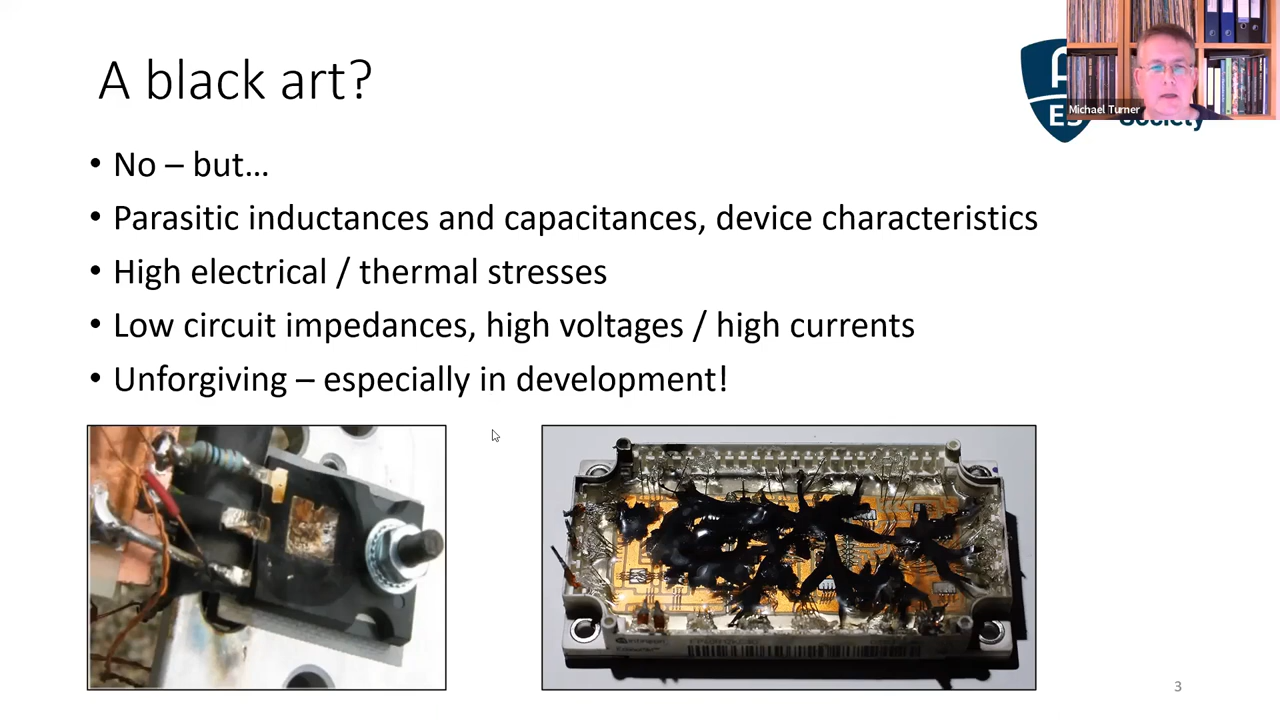 A black art?
Michael Turner
ES
Society
• No – but...
• Parasitic inductances and capacitances, device characteristics
• High electrical / thermal stresses
• Low circuit impedances, high voltages / high currents
• Unforgiving – especially in development!
3